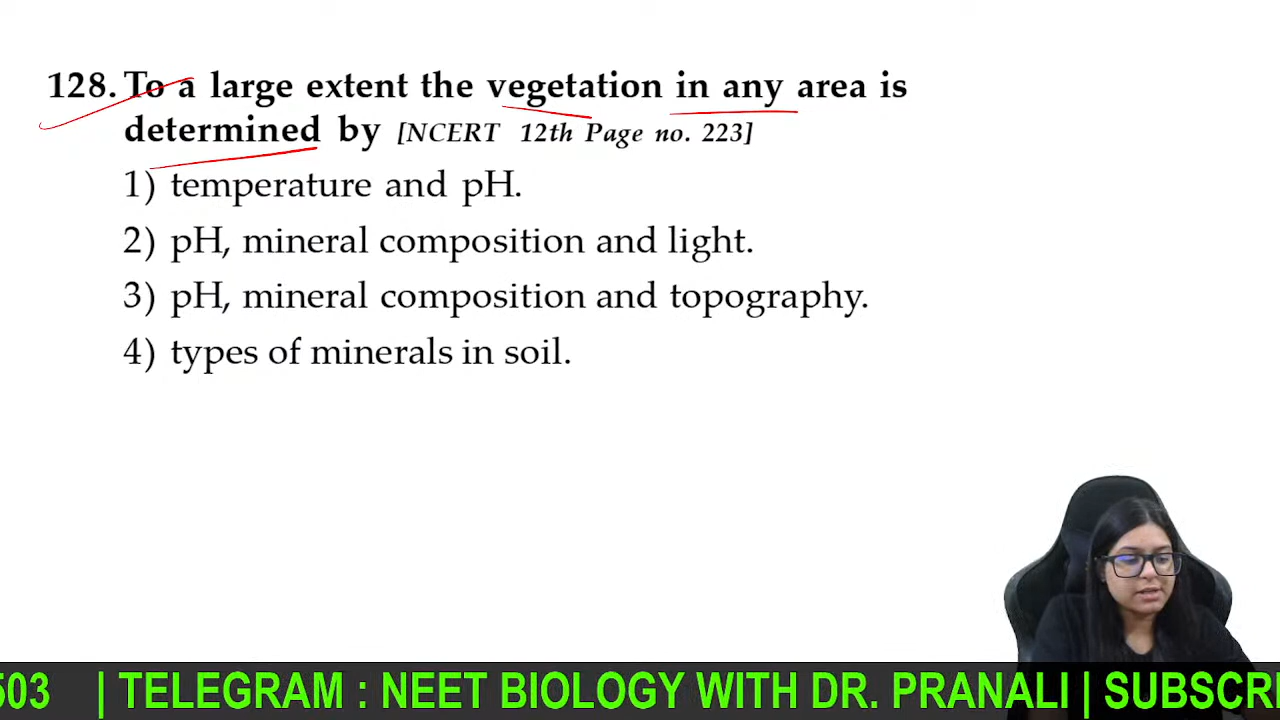 128. To a large extent the vegetation in any area is
determined by [NCERT 12th Page no. 223]
1) temperature and pH.
2) pH, mineral composition and light.
3) pH, mineral composition and topography.
4) types of minerals in soil.
503 | TELEGRAM : NEET BIOLOGY WITH DR. PRANALI | SUBSCRI